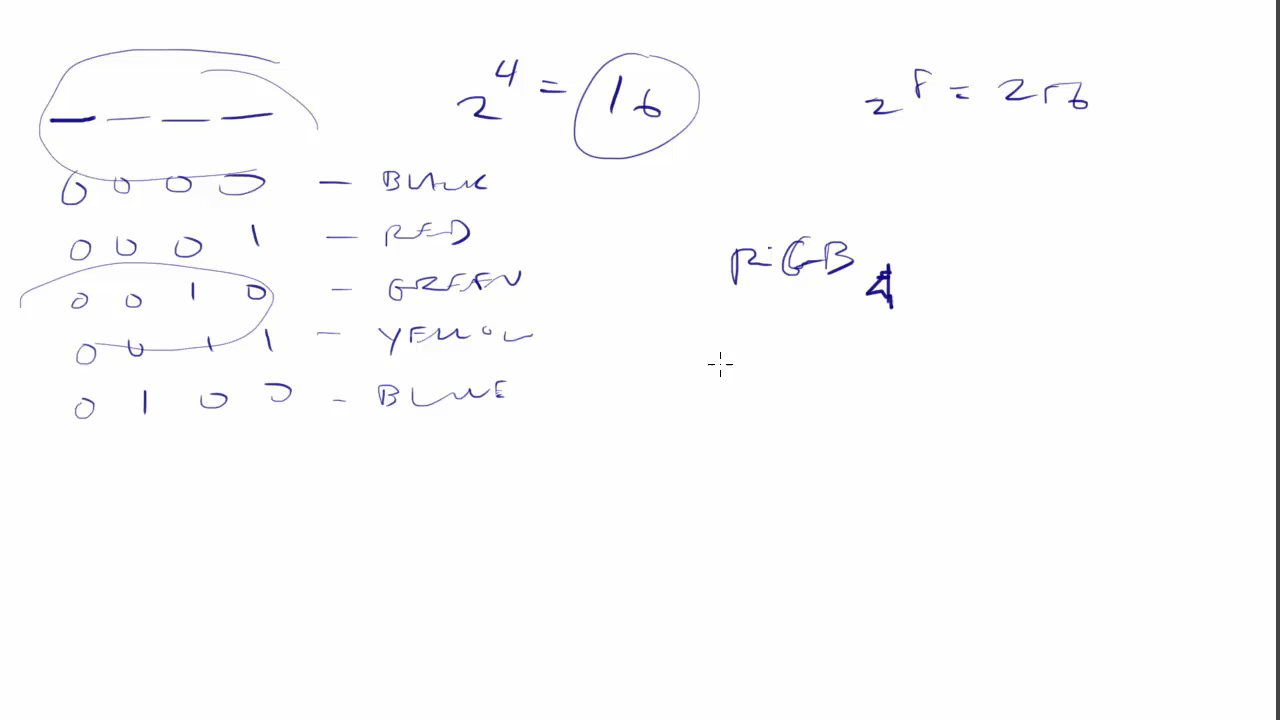 2^4 = 16
2^8 = 256
0 0 0 0 — BLACK
0 0 0 1 — RED
0 0 1 0 — GREEN
0 0 1 1 — YELLOW
0 1 0 0 - BLUE
RGB